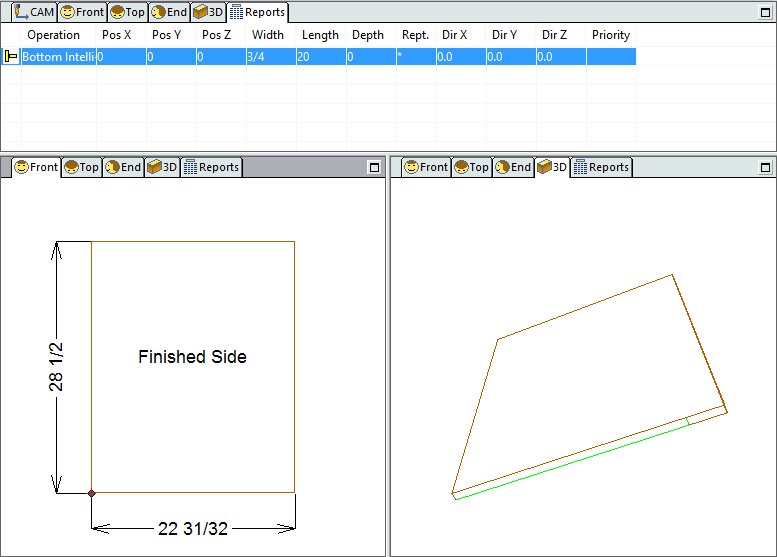 CAM Front Top End 3D Reports
Operation Pos X Pos Y Pos Z Width Length Depth Rept. Dir X Dir Y Dir Z Priority
Bottom Intelli- 0 0 0 3/4 20 0 * 0.0 0.0 0.0
Front Top End 3D Reports
Front Top End 3D Reports
28 1/2
Finished Side
22 31/32